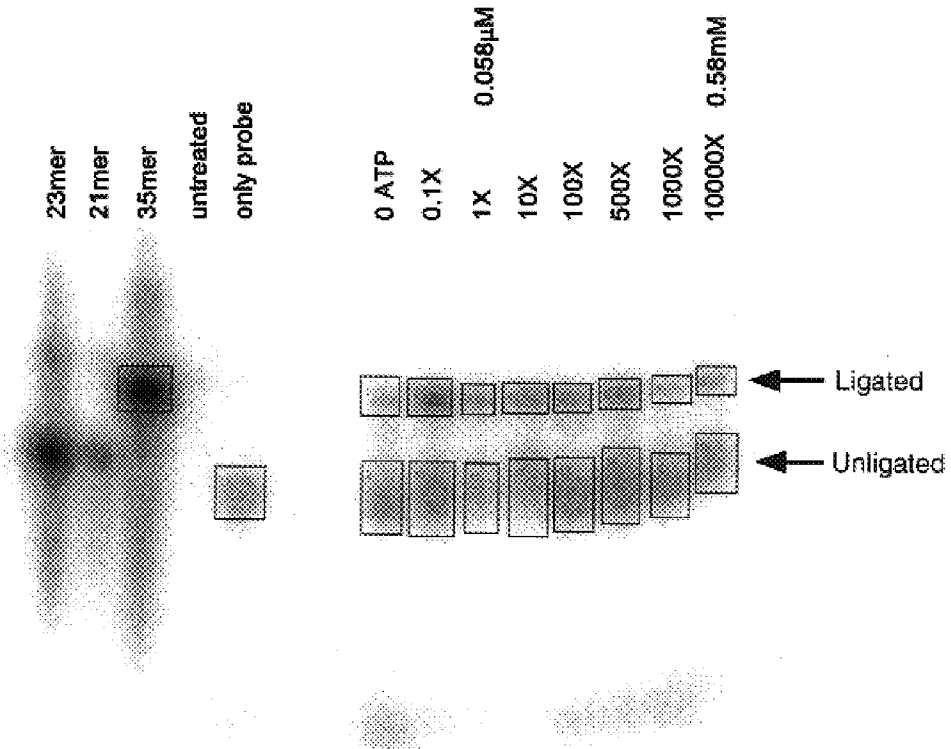 23mer
21mer
35mer
untreated
only probe
0 ATP
0.1X
1X
0.058µM
10X
100X
500X
1000X
10000X
0.58mM
Ligated
Unligated